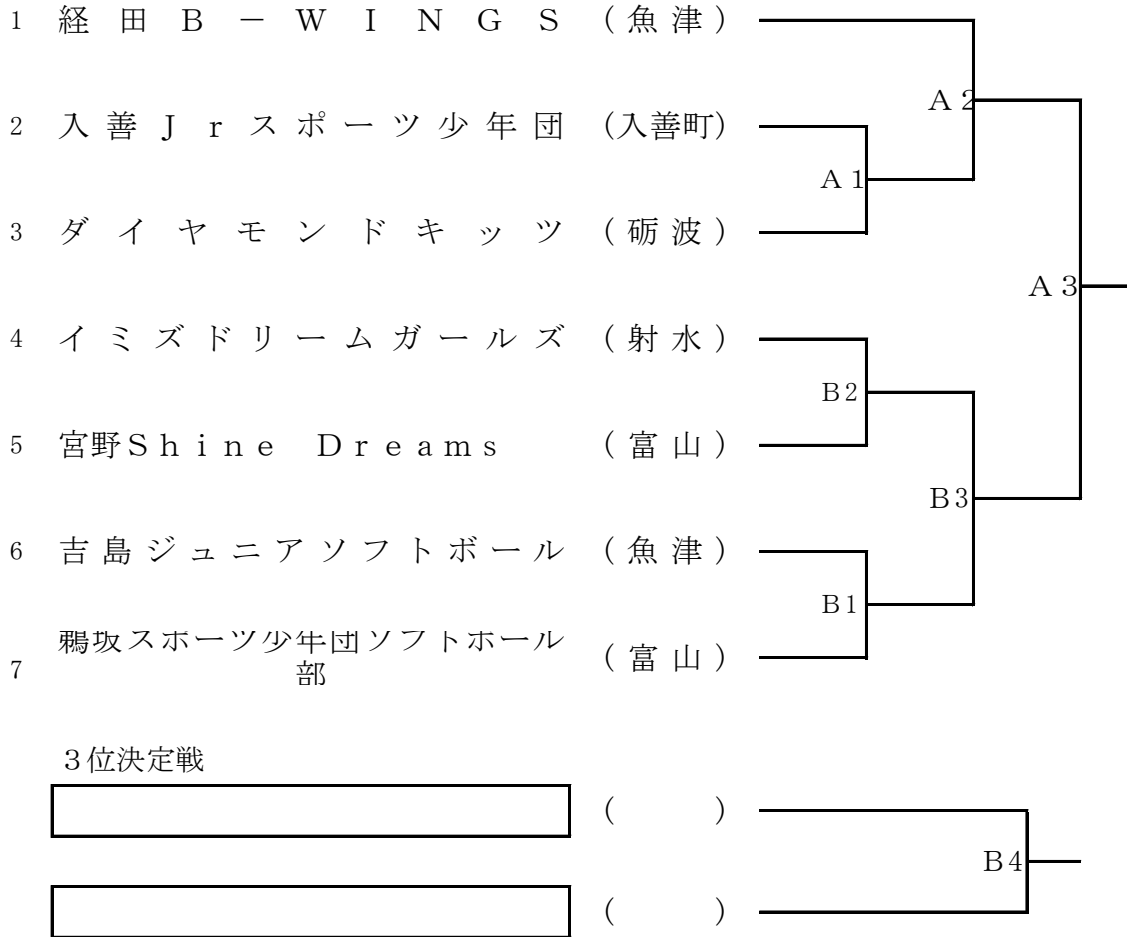 1 経田B－WINGS (魚津)
A2
2 入善Jrスポーツ少年団 (入善町)
A1
3 ダイヤモンドキッツ (砺波)
A3
4 イミズドリームガールズ (射水)
B2
5 宮野Shine Dreams (富山)
B3
6 吉島ジュニアソフトボール (魚津)
B1
鵜坂スポーツ少年団ソフトボール
7 部 (富山)
3位決定戦
( )
B4
( )